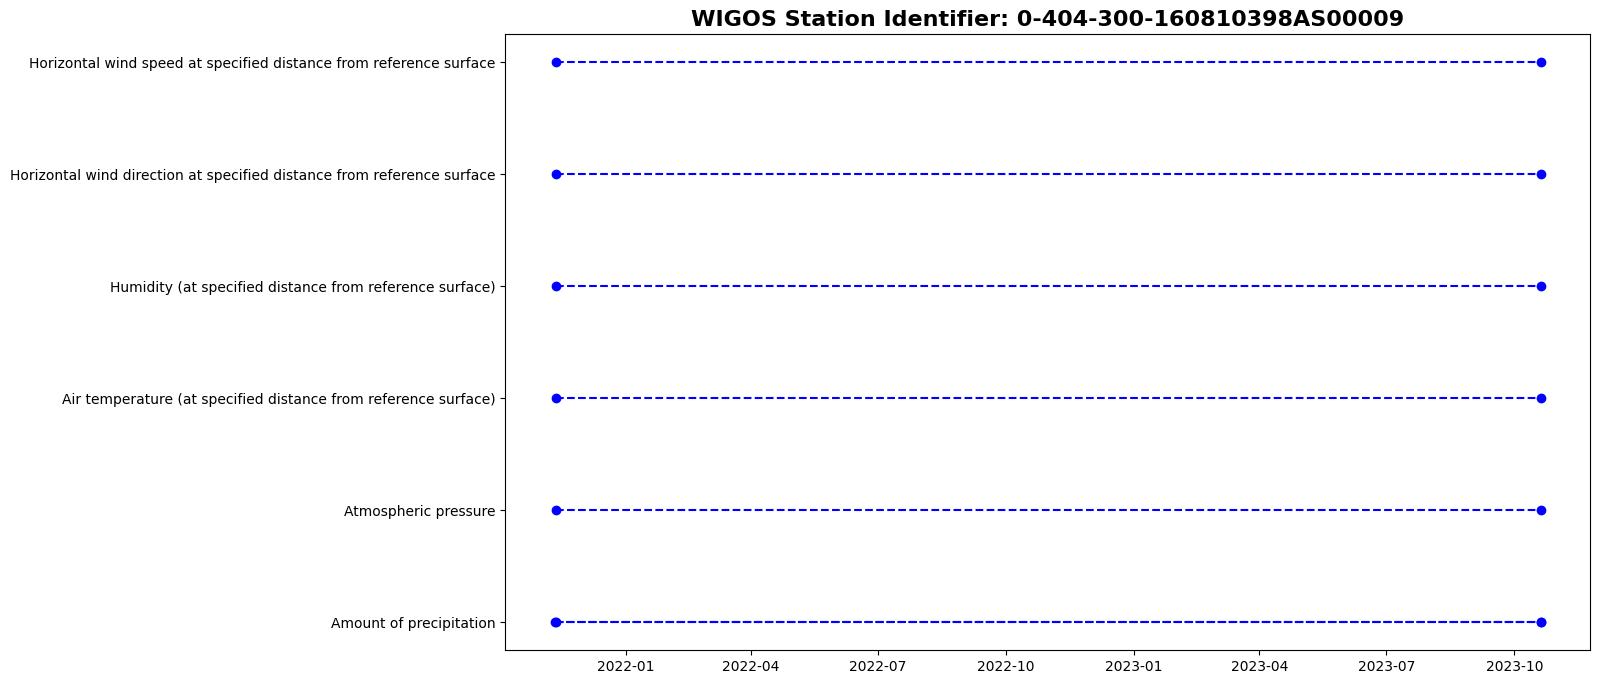 WIGOS Station Identifier: 0-404-300-160810398AS00009
Horizontal wind speed at specified distance from reference surface
Horizontal wind direction at specified distance from reference surface
Humidity (at specified distance from reference surface)
Air temperature (at specified distance from reference surface)
Atmospheric pressure
Amount of precipitation
2022-01 2022-04 2022-07 2022-10 2023-01 2023-04 2023-07 2023-10